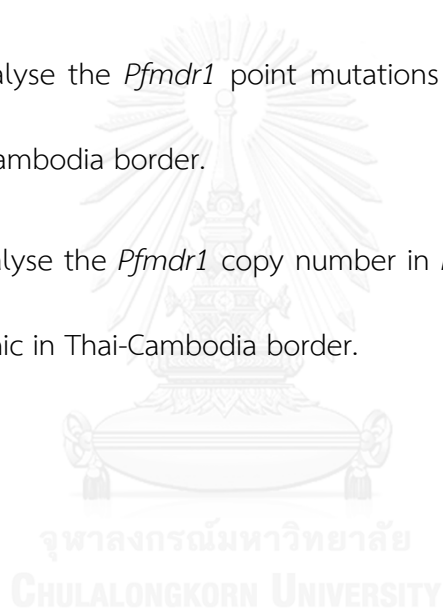 alyse the Pfmdr1 point mutations
ambodia border.
alyse the Pfmdr1 copy number in
ic in Thai-Cambodia border.
จุฬาลงกรณ์มหาวิทยาลัย
CHULALONGKORN UNIVERSITY